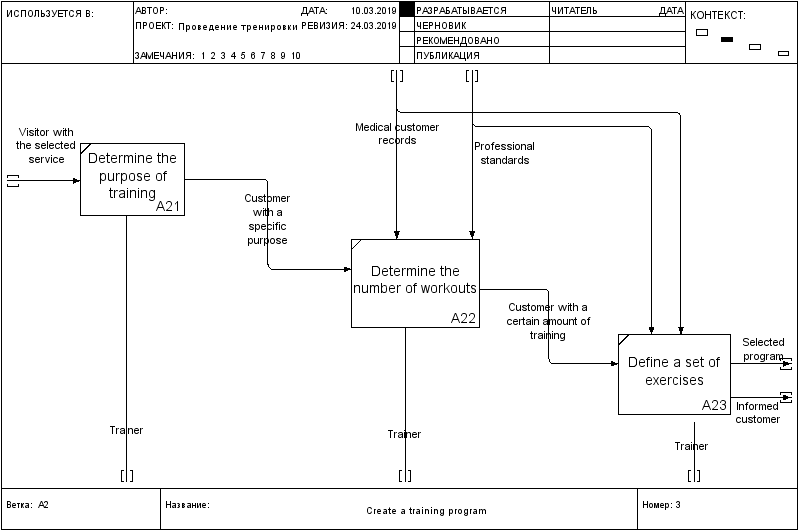 ИСПОЛЬЗУЕТСЯ В:
АВТОР:
ДАТА: 10.03.2019
ПРОЕКТ: Проведение тренировки
РЕВИЗИЯ: 24.03.2019
ЗАМЕЧАНИЯ: 1 2 3 4 5 6 7 8 9 10
РАЗРАБАТЫВАЕТСЯ
ЧЕРНОВИК
РЕКОМЕНДОВАНО
ПУБЛИКАЦИЯ
ЧИТАТЕЛЬ
ДАТА
КОНТЕКСТ:
Visitor with
the selected
service
Determine the
purpose of
training
A21
Medical customer
records
Professional
standards
Customer
with a
specific
purpose
Determine the
number of workouts
A22
Customer with a
certain amount of
training
Define a set of
exercises
A23
Selected
program
Informed
customer
Trainer
Trainer
Trainer
Ветка: A2
Название:
Create a training program
Номер: 3